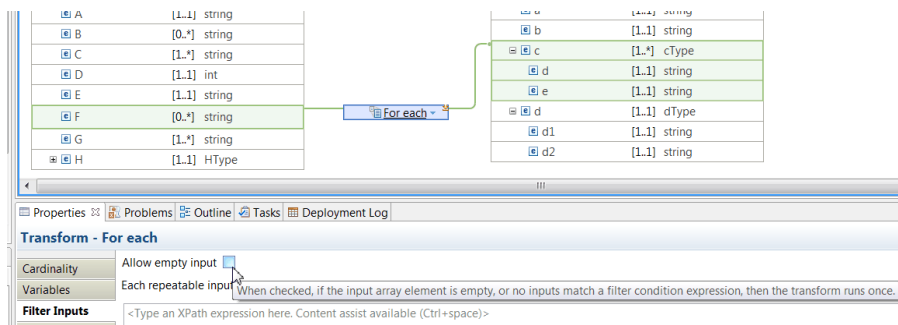 A [1..1] string
a [1..1] string
B [0..*] string
b [1..1] string
C [1..*] string
c [1..*] cType
D [1..1] int
d [1..1] string
E [1..1] string
e [1..1] string
F [0..*] string
For each
d [1..1] dType
G [1..*] string
d1 [1..1] string
H [1..1] HType
d2 [1..1] string
Properties Problems Outline Tasks Deployment Log
Transform - For each
Cardinality
Allow empty input
Variables
Each repeatable input
When checked, if the input array element is empty, or no inputs match a filter condition expression, then the transform runs once.
Filter Inputs
<Type an XPath expression here. Content assist available (Ctrl+space)>